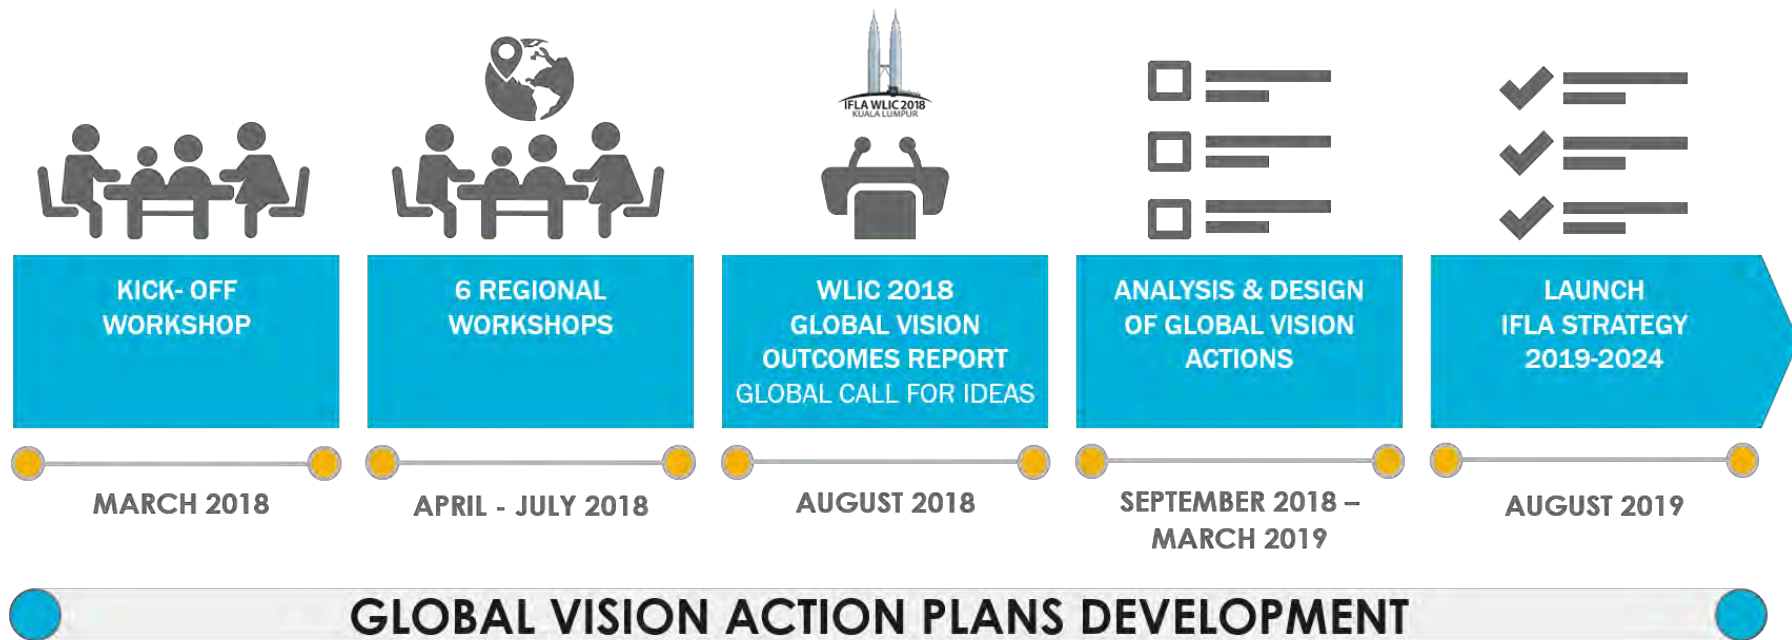 IFLA WLIC 2018
KUALA LUMPUR
KICK- OFF
WORKSHOP
6 REGIONAL
WORKSHOPS
WLIC 2018
GLOBAL VISION
OUTCOMES REPORT
GLOBAL CALL FOR IDEAS
ANALYSIS & DESIGN
OF GLOBAL VISION
ACTIONS
LAUNCH
IFLA STRATEGY
2019-2024
MARCH 2018
APRIL - JULY 2018
AUGUST 2018
SEPTEMBER 2018 –
MARCH 2019
AUGUST 2019
GLOBAL VISION ACTION PLANS DEVELOPMENT